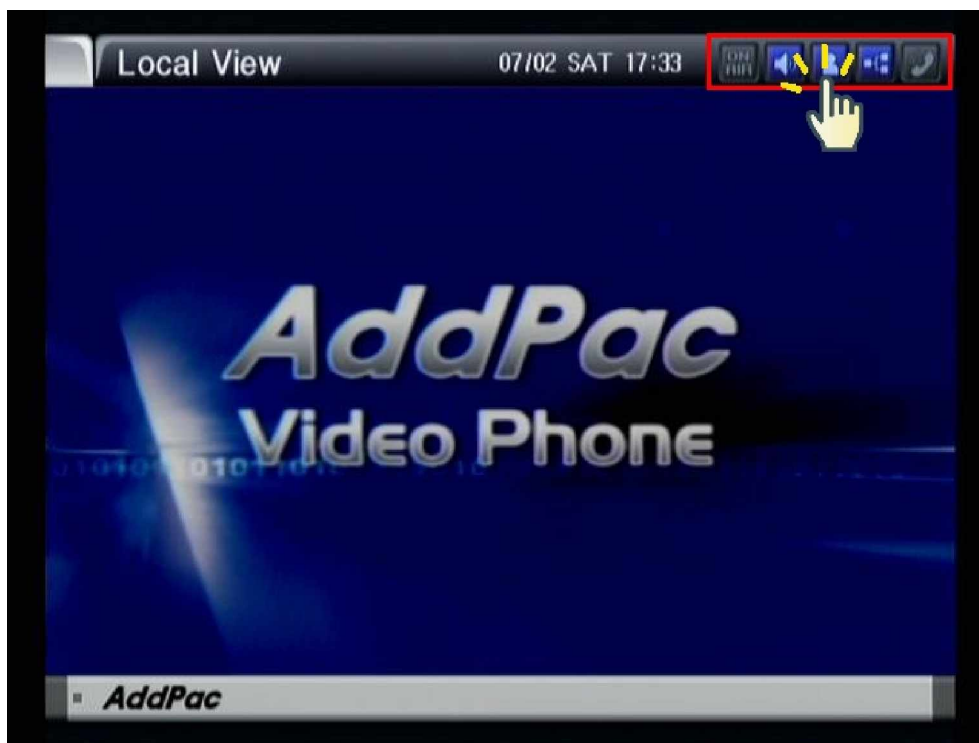 Local View
07/02 SAT 17:33
ON
AIR
AddPac
Video Phone
AddPac